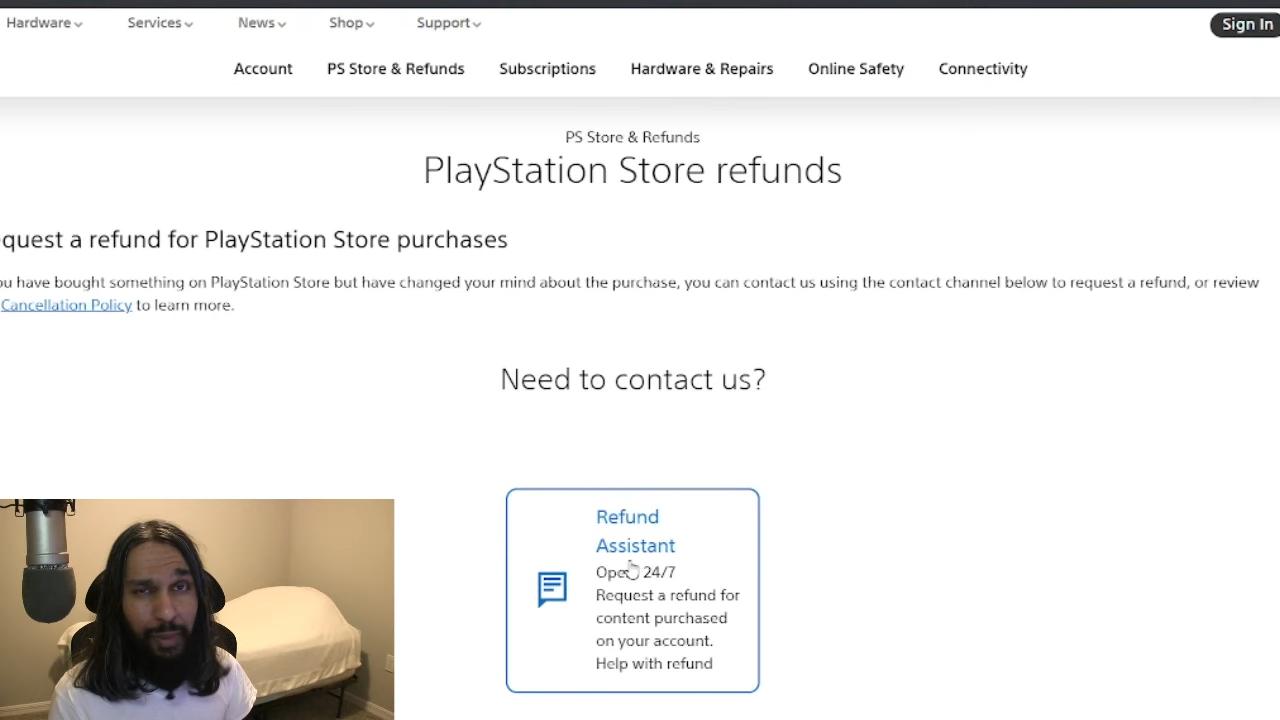 Hardware Services News Shop Support Sign In
Account PS Store & Refunds Subscriptions Hardware & Repairs Online Safety Connectivity
PS Store & Refunds
PlayStation Store refunds
quest a refund for PlayStation Store purchases
ou have bought something on PlayStation Store but have changed your mind about the purchase, you can contact us using the contact channel below to request a refund, or review
Cancellation Policy to learn more.
Need to contact us?
Refund
Assistant
Open 24/7
Request a refund for
content purchased
on your account.
Help with refund